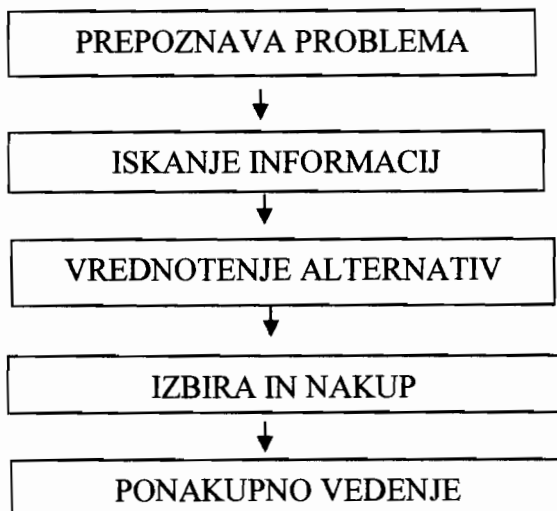 PREPOZNAVA PROBLEMA
ISKANJE INFORMACIJ
VREDNOTENJE ALTERNATIV
IZBIRA IN NAKUP
PONAKUPNO VEDENJE